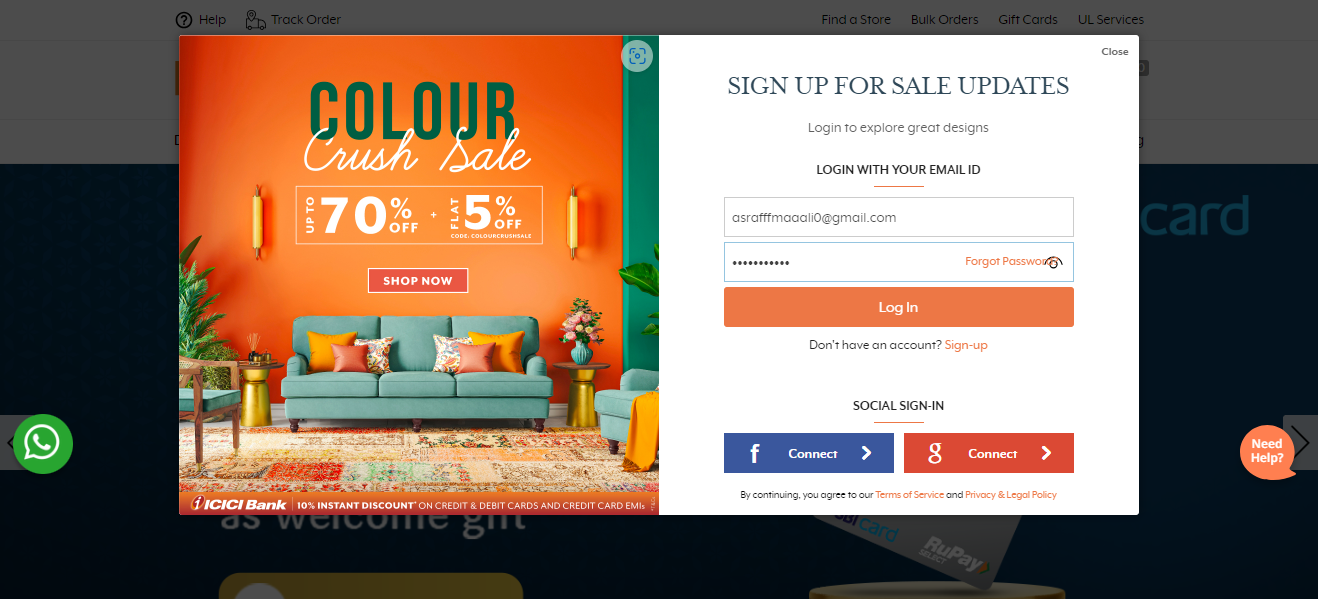 Help
Track Order
Find a Store
Bulk Orders
Gift Cards
UL Services
COLOUR
Crush Sale
UP TO 70% OFF + FLAT 5% OFF
CODE: COLOURCRUSHSALE
SHOP NOW
ICICI Bank 10% INSTANT DISCOUNT* ON CREDIT & DEBIT CARDS AND CREDIT CARD EMIs
Close
SIGN UP FOR SALE UPDATES
Login to explore great designs
LOGIN WITH YOUR EMAIL ID
asrafffmaaali0@gmail.com
•••••••••••
Forgot Password
Log In
Don't have an account? Sign-up
SOCIAL SIGN-IN
f Connect
g Connect
By continuing, you agree to our Terms of Service and Privacy & Legal Policy
card
Need
Help?
as welcome gift
card
RuPay
SELECT